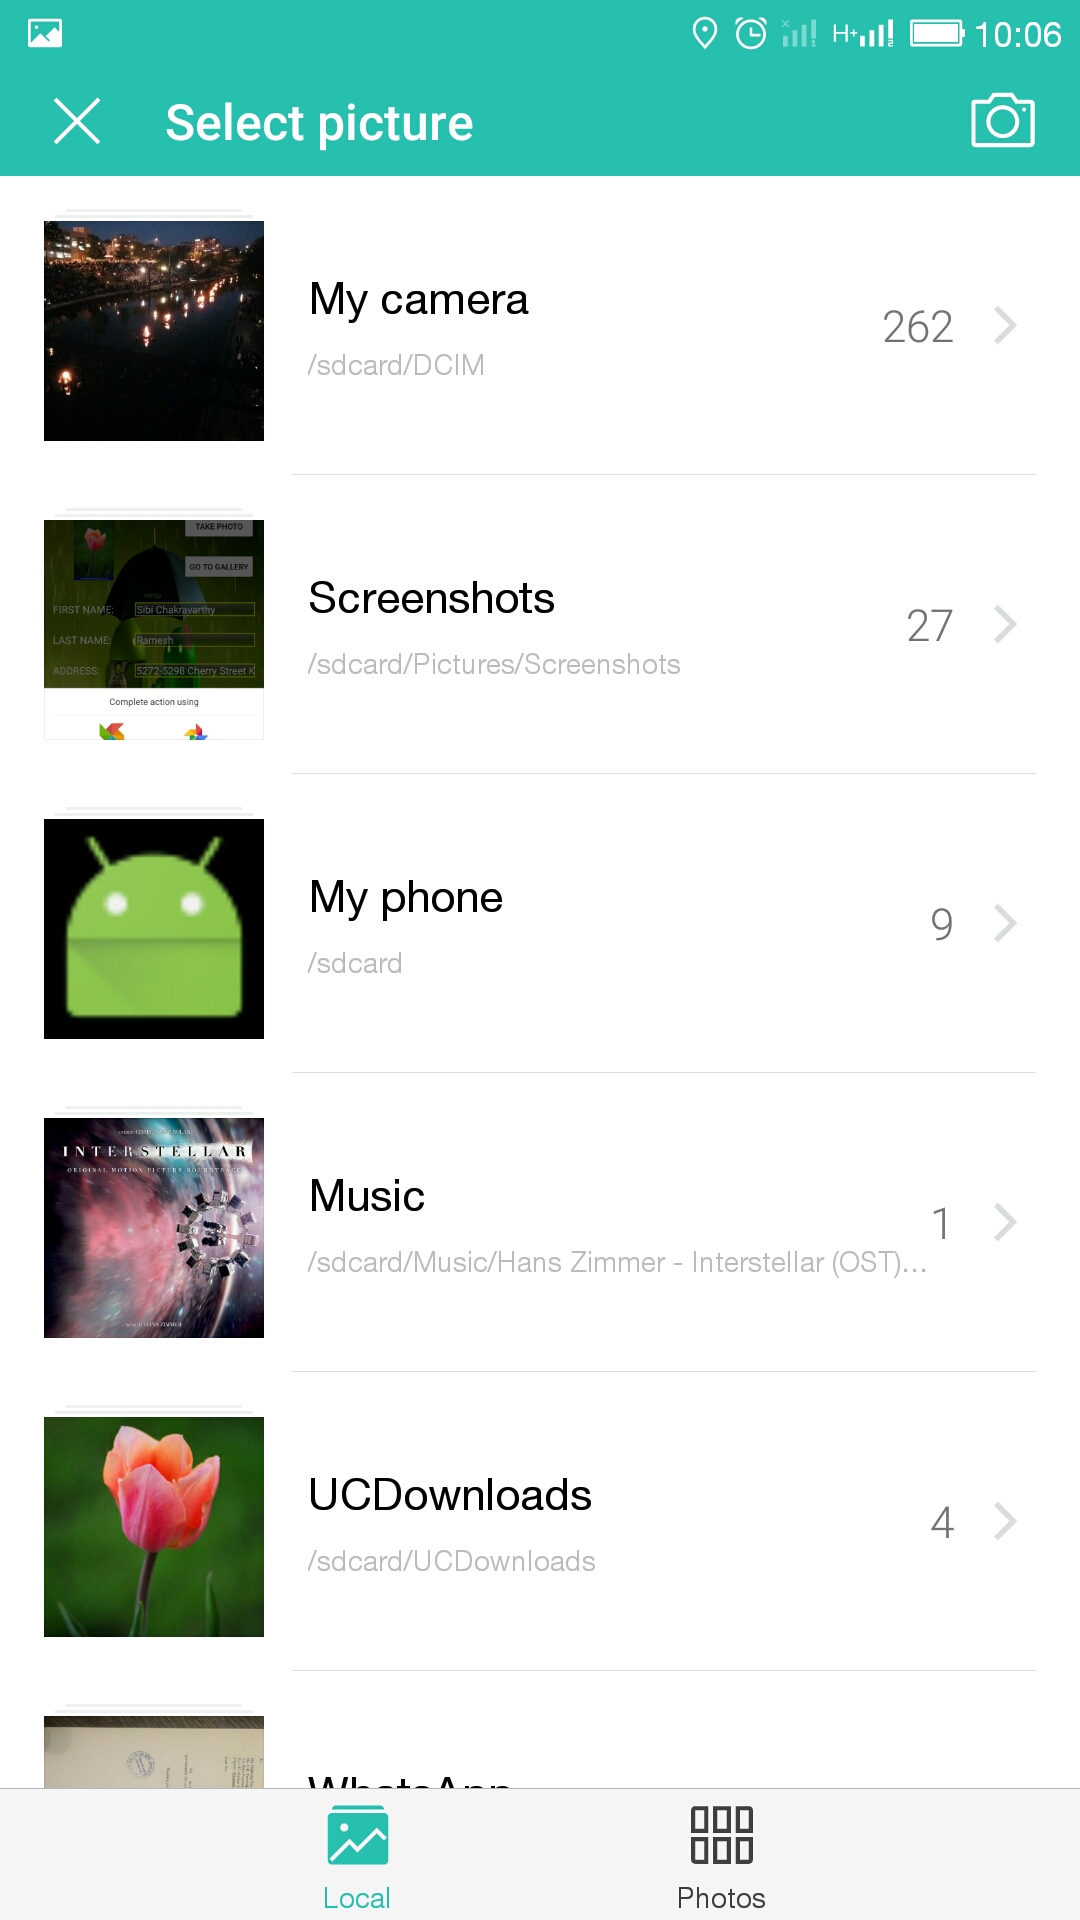 H+
10:06
Select picture
My camera
262
/sdcard/DCIM
TAKE PHOTO
GO TO GALLERY
FIRST NAME: Sibi Chakravarthy
LAST NAME: Ramesh
ADDRESS: 5272-5298 Cherry Street K
Complete action using
Screenshots
27
/sdcard/Pictures/Screenshots
My phone
9
/sdcard
INTERSTELLAR
ORIGINAL MOTION PICTURE SOUNDTRACK
Music
1
/sdcard/Music/Hans Zimmer - Interstellar (OST)...
UCDownloads
4
/sdcard/UCDownloads
WhatsApp
Local
Photos